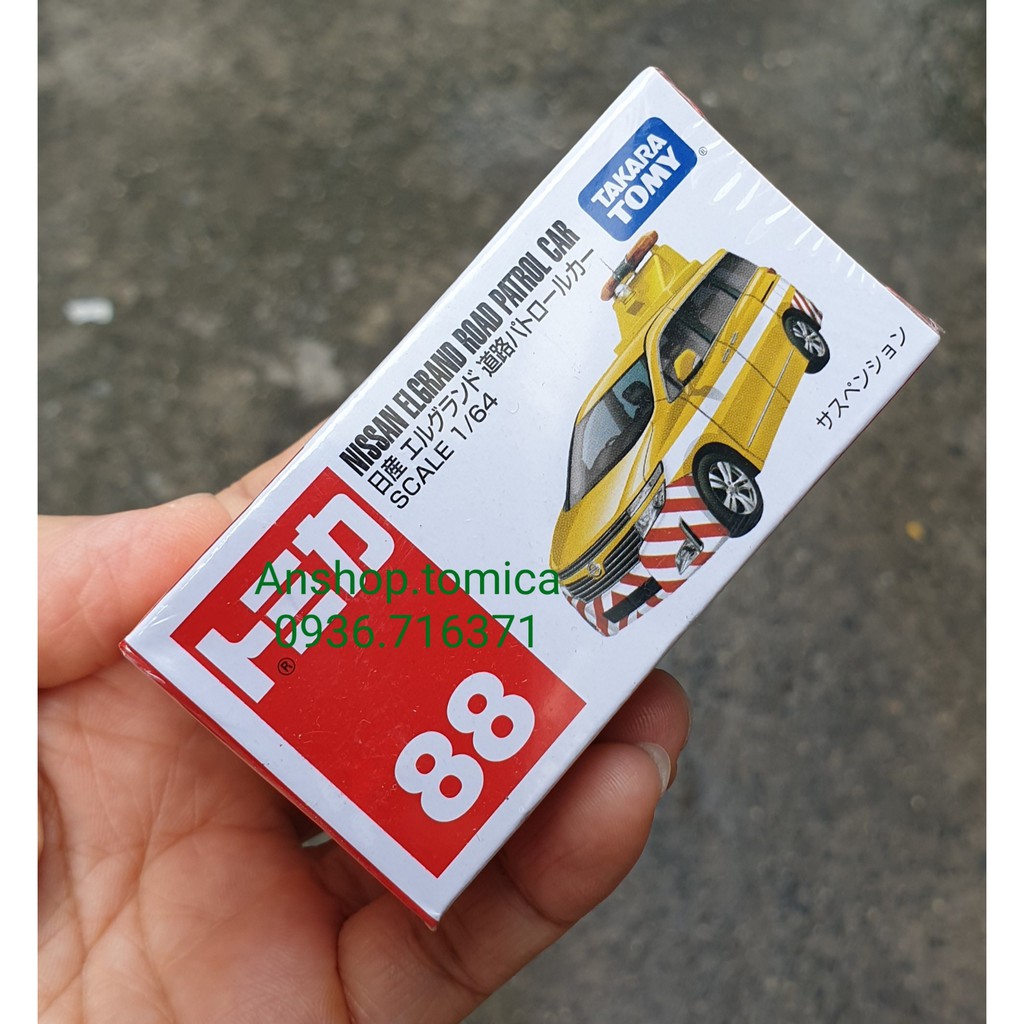 TAKARA
TOMY
®
NISSAN ELGRAND ROAD PATROL CAR
日産 エルグランド 道路パトロールカー
SCALE 1/64
サスペンション
トミカ
®
88
Anshop.tomica
0936.716371